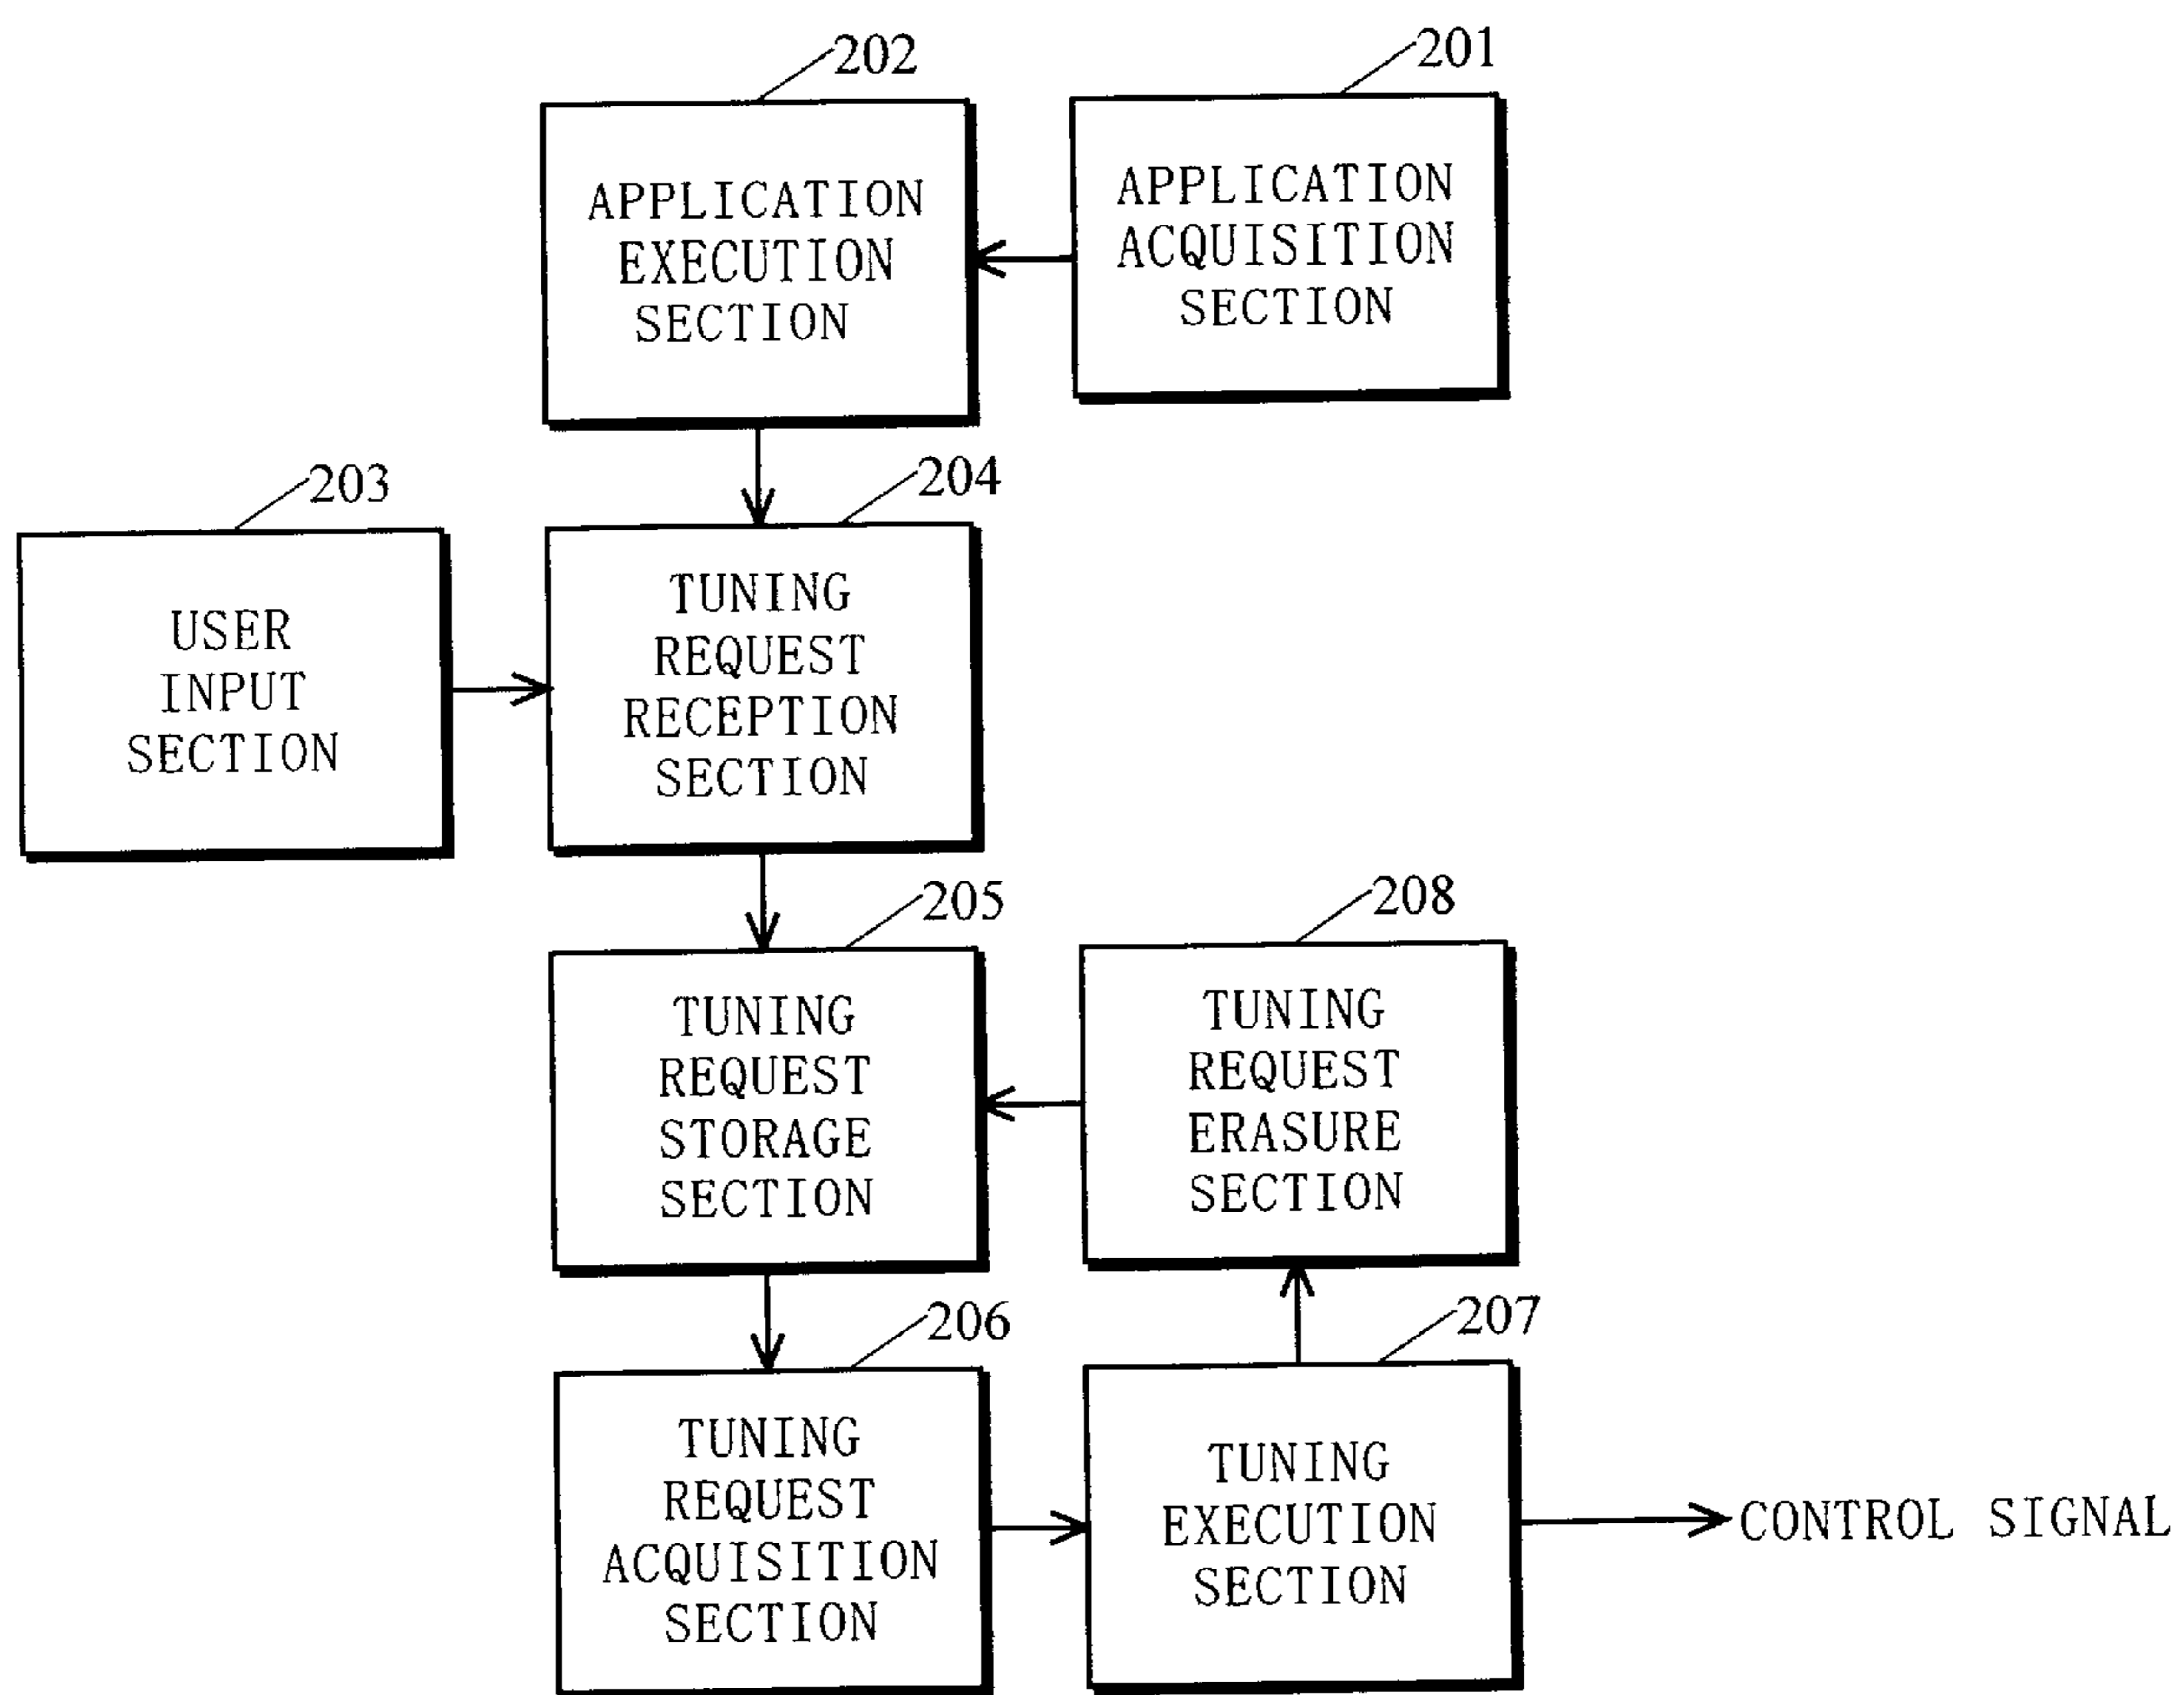 202
201
APPLICATION
EXECUTION
SECTION
APPLICATION
ACQUISITION
SECTION
203
204
USER
INPUT
SECTION
TUNING
REQUEST
RECEPTION
SECTION
205
208
TUNING
REQUEST
STORAGE
SECTION
TUNING
REQUEST
ERASURE
SECTION
206
207
TUNING
REQUEST
ACQUISITION
SECTION
TUNING
EXECUTION
SECTION
CONTROL SIGNAL